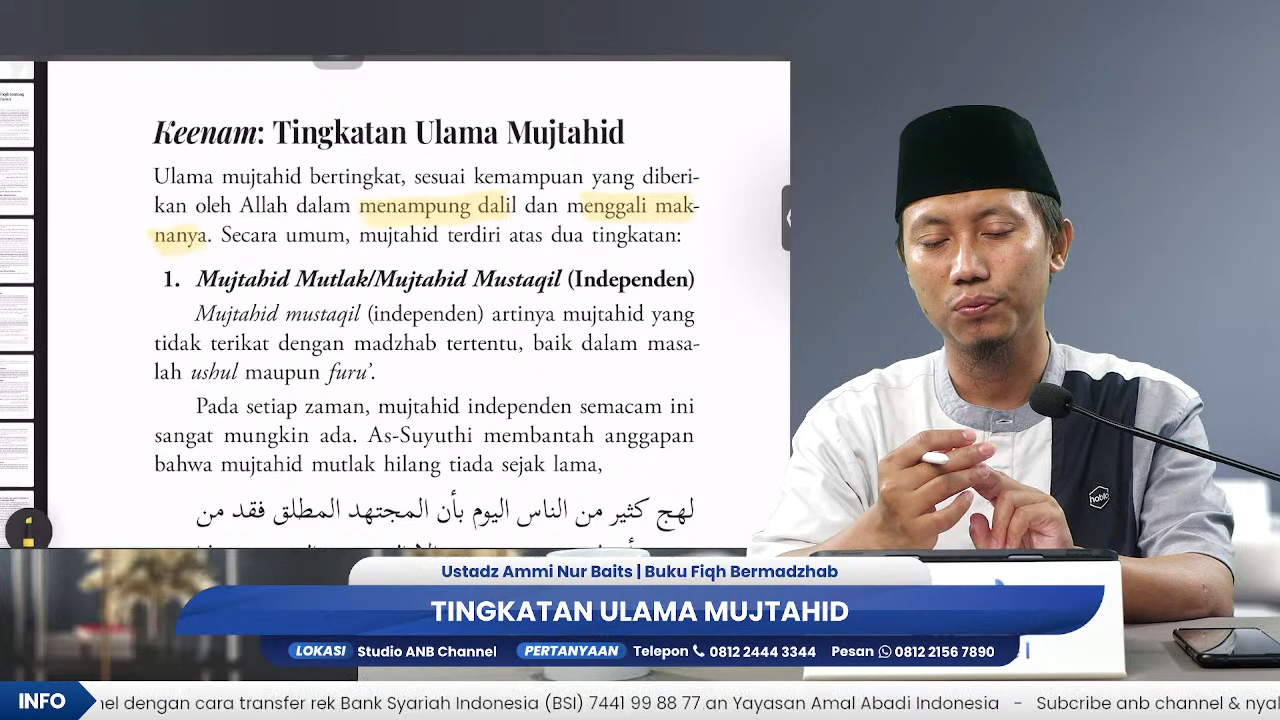 Keenam: Tingkatan Ulama Mujtahid
Ulama mujtahid bertingkat, sesuai kemampuan yang diberi-
kan oleh Allah dalam menampung dalil dan menggali mak-
nanya. Secara umum, mujtahid terdiri atas dua tingkatan:
1. Mujtahid Mutlak/Mujtahid Mustaqil (Independen)
Mujtahid mustaqil (independen) artinya mujtahid yang
tidak terikat dengan madzhab tertentu, baik dalam masa-
lah ushul maupun furu'.
Pada setiap zaman, mujtahid independen semacam ini
sangat mungkin ada. As-Suyuthi membantah anggapan
bahwa mujtahid mutlak hilang tiada sejak lama,
لهج كثير من الناس اليوم بأن المجتهد المطلق فقد من
Ustadz Ammi Nur Baits | Buku Fiqh Bermadzhab
TINGKATAN ULAMA MUJTAHID
LOKASI Studio ANB Channel PERTANYAAN Telepon 0812 2444 3344 Pesan 0812 2156 7890
INFO nel dengan cara transfer rek Bank Syariah Indonesia (BSI) 7441 99 88 77 an Yayasan Amal Abadi Indonesia - Subcribe anb channel & nya